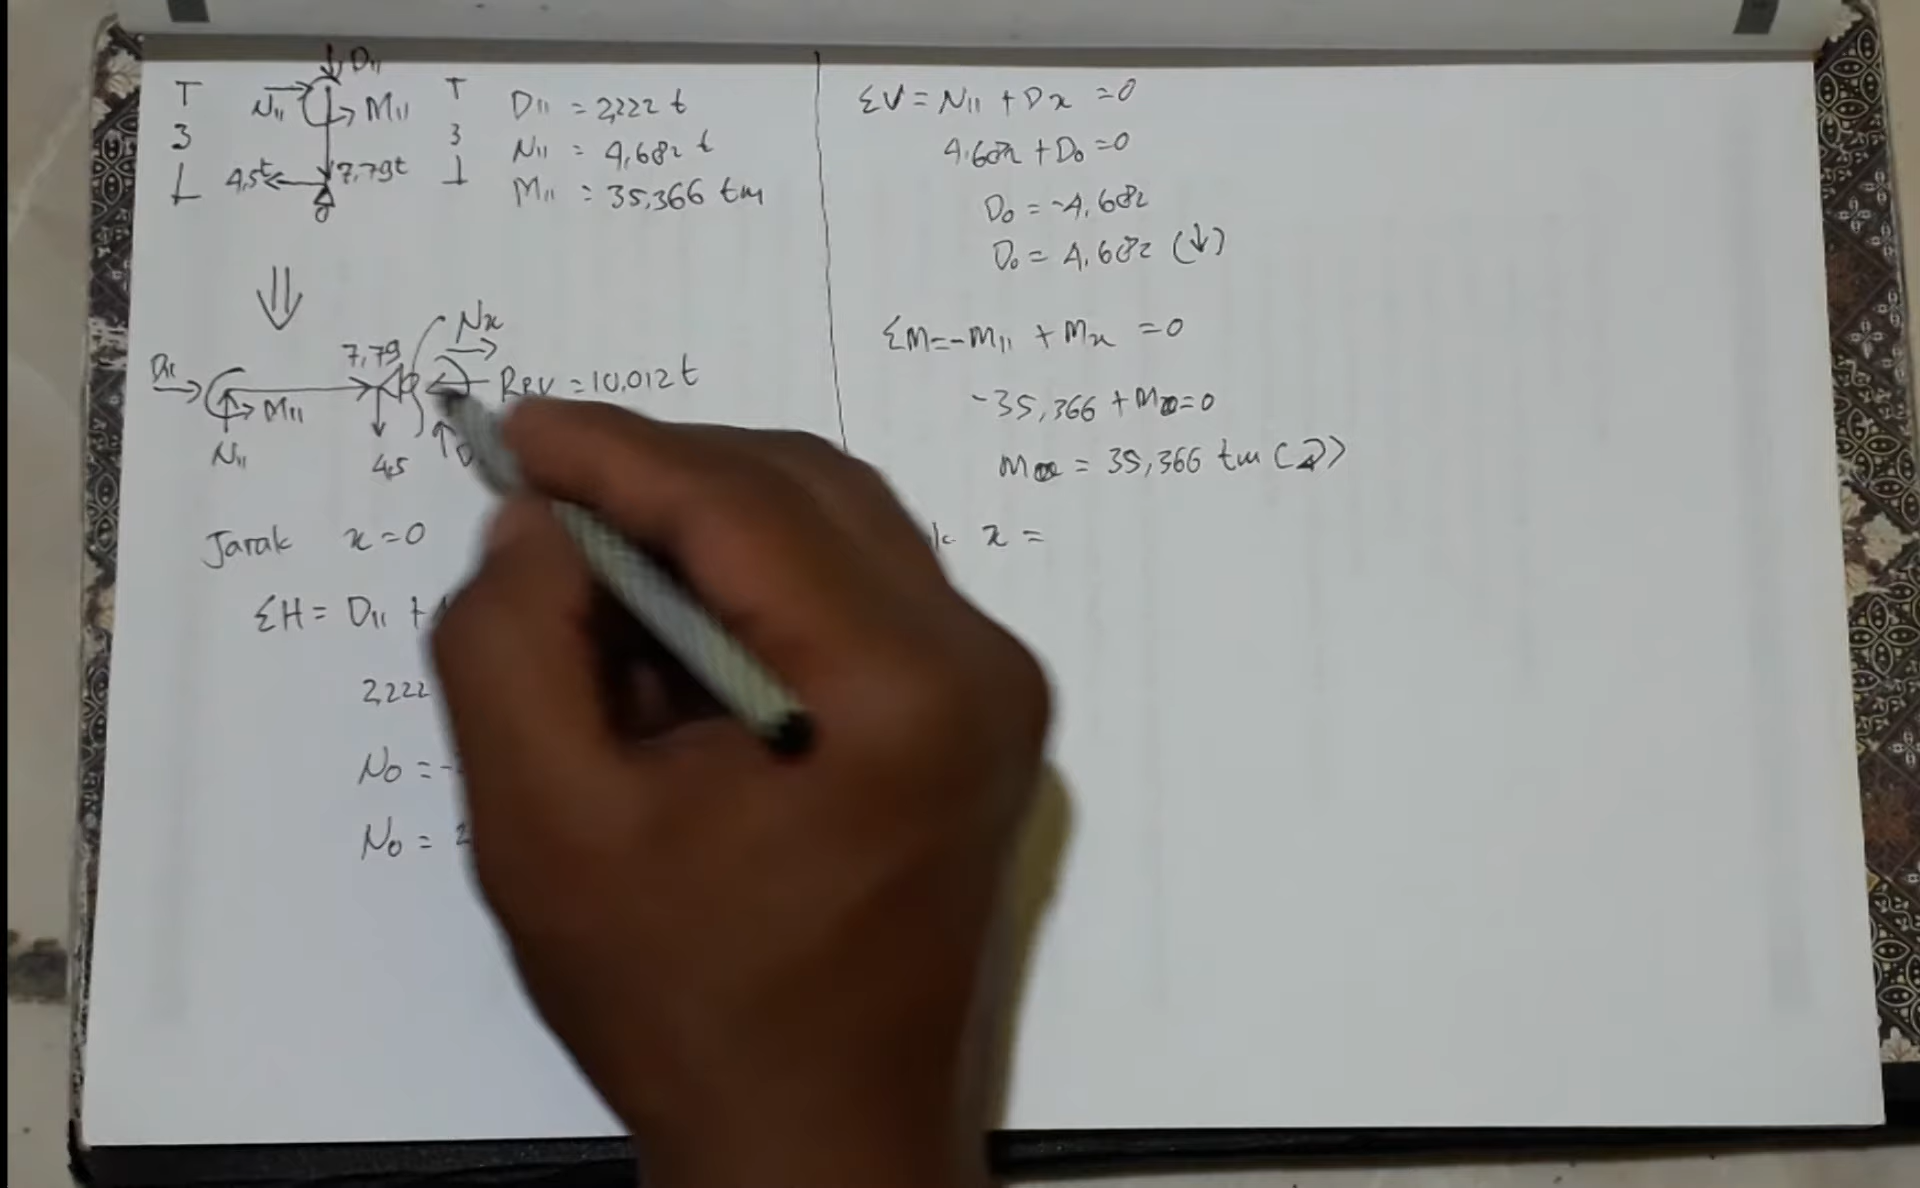 D11
T
3
⊥
N11
M11
4,5t
7,79t
T
3
⊥
D11 = 2,222 t
N11 = 4,682 t
M11 = 35,366 tm
⇓
Nx
7,79
D11
M11
N11
4,5
RBV = 10,012 t
Jarak x=0
ΣH = D11 +
2,222
N0 = -
N0 = 2
ΣV = N11 + Dx = 0
4,682 + D0 = 0
D0 = -4,682
D0 = 4,682 (↓)
ΣM = -M11 + Mx = 0
-35,366 + M0 = 0
M0 = 35,366 tm (⤵)
k x =